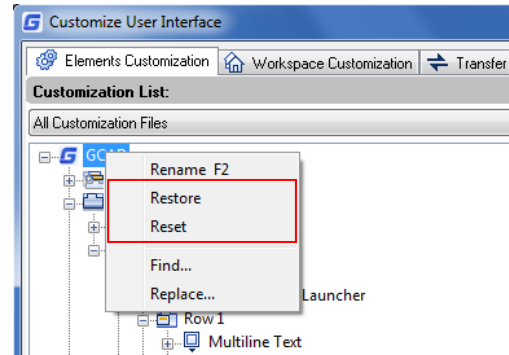 Customize User Interface
Elements Customization Workspace Customization Transfer
Customization List:
All Customization Files
Rename F2
Restore
Reset
Find...
Replace...
Launcher
Row 1
Multiline Text